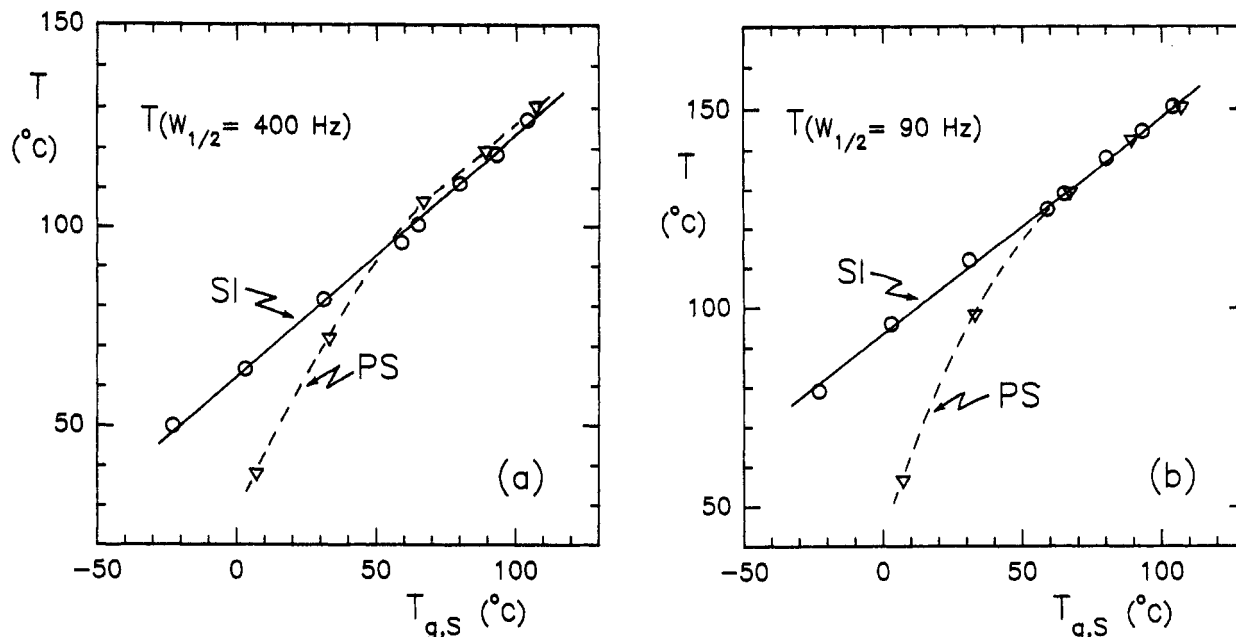 150
T
(°C)
T(W1/2= 400 Hz)
100
SI
PS
50
(a)
-50 0 50 100
Tg,S (°C)
T
(°C)
T(W1/2= 90 Hz)
150
100
SI
PS
50
(b)
-50 0 50 100
Tg,S (°C)